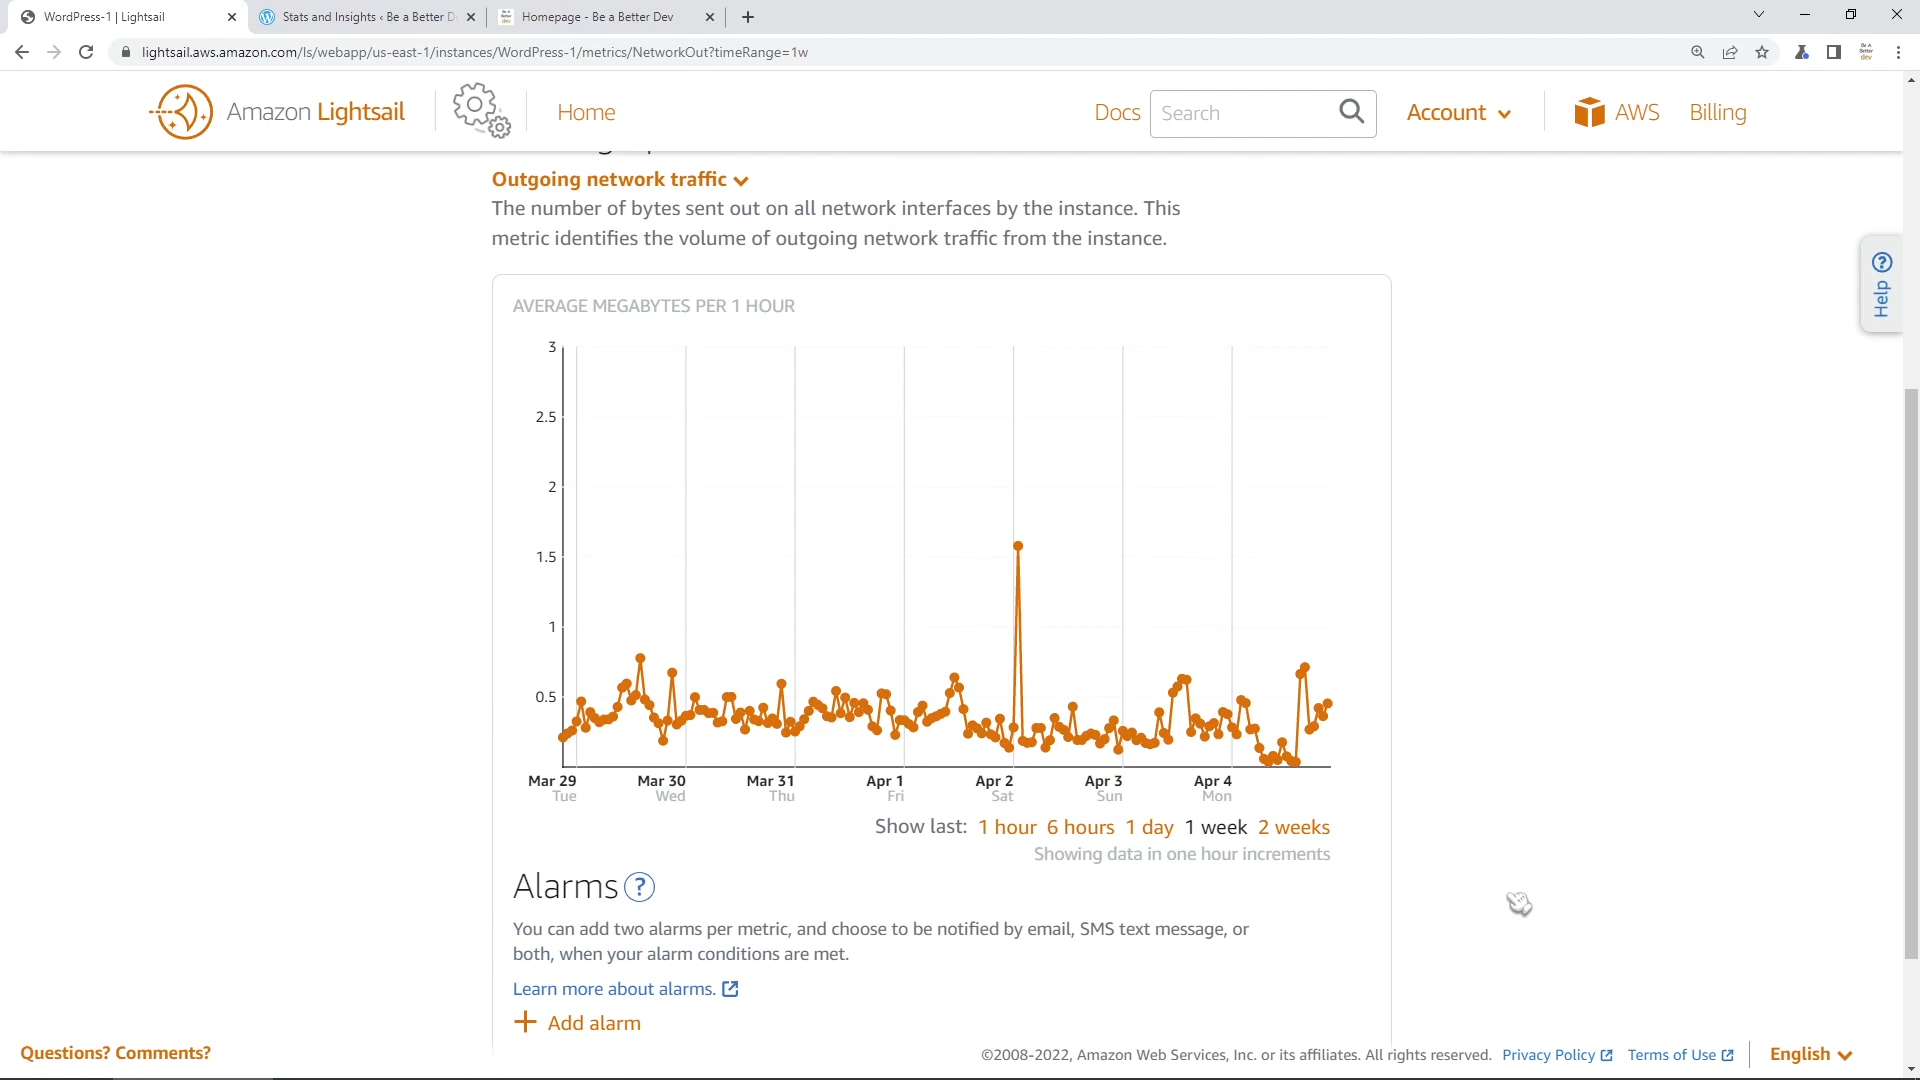 WordPress-1 | Lightsail
Stats and Insights ‹ Be a Better D
Homepage - Be a Better Dev
lightsail.aws.amazon.com/ls/webapp/us-east-1/instances/WordPress-1/metrics/NetworkOut?timeRange=1w
Amazon Lightsail
Home
Docs
Search
Account
AWS
Billing
Outgoing network traffic
The number of bytes sent out on all network interfaces by the instance. This
metric identifies the volume of outgoing network traffic from the instance.
Help
AVERAGE MEGABYTES PER 1 HOUR
3
2.5
2
1.5
1
0.5
Mar 29 Mar 30 Mar 31 Apr 1 Apr 2 Apr 3 Apr 4
Tue Wed Thu Fri Sat Sun Mon
Show last: 1 hour 6 hours 1 day 1 week 2 weeks
Showing data in one hour increments
Alarms ?
You can add two alarms per metric, and choose to be notified by email, SMS text message, or
both, when your alarm conditions are met.
Learn more about alarms.
+ Add alarm
Questions? Comments?
©2008-2022, Amazon Web Services, Inc. or its affiliates. All rights reserved. Privacy Policy Terms of Use English